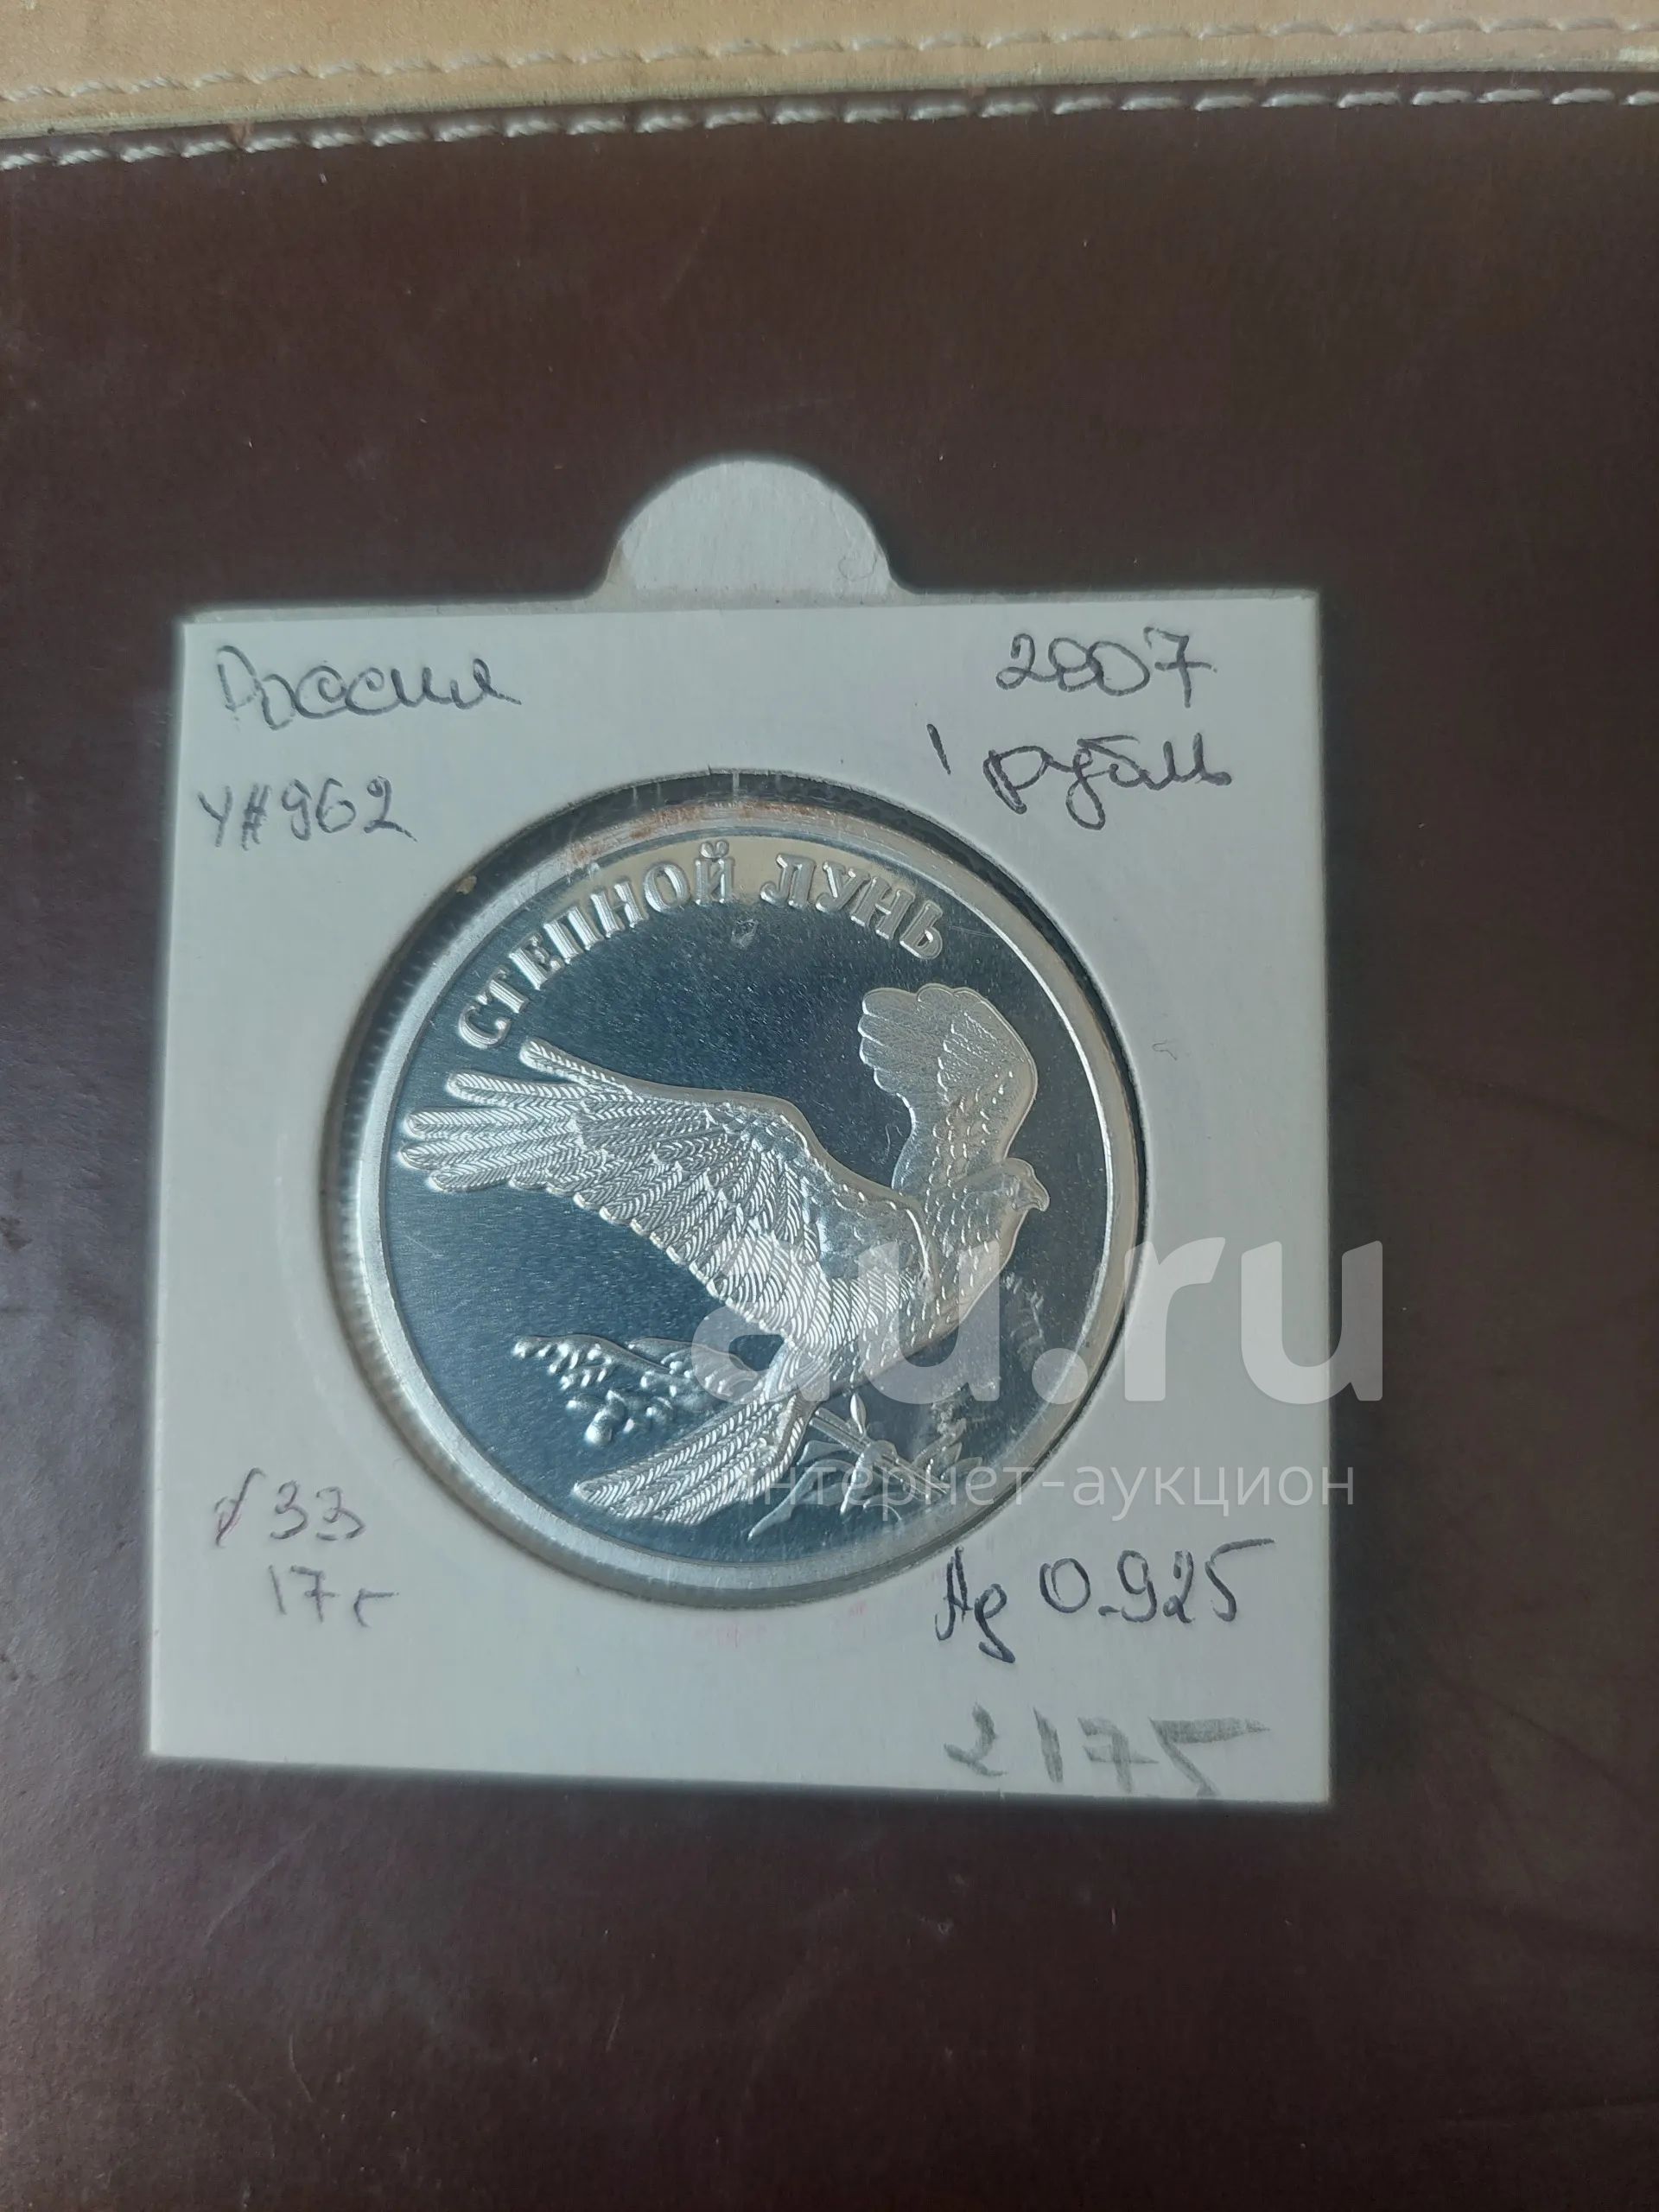 Россия
2007
1 рубль
Y#962
СТЕПНОЙ ЛУНЬ
au.ru
интернет-аукцион
33
17г
Ag 0.925
2175